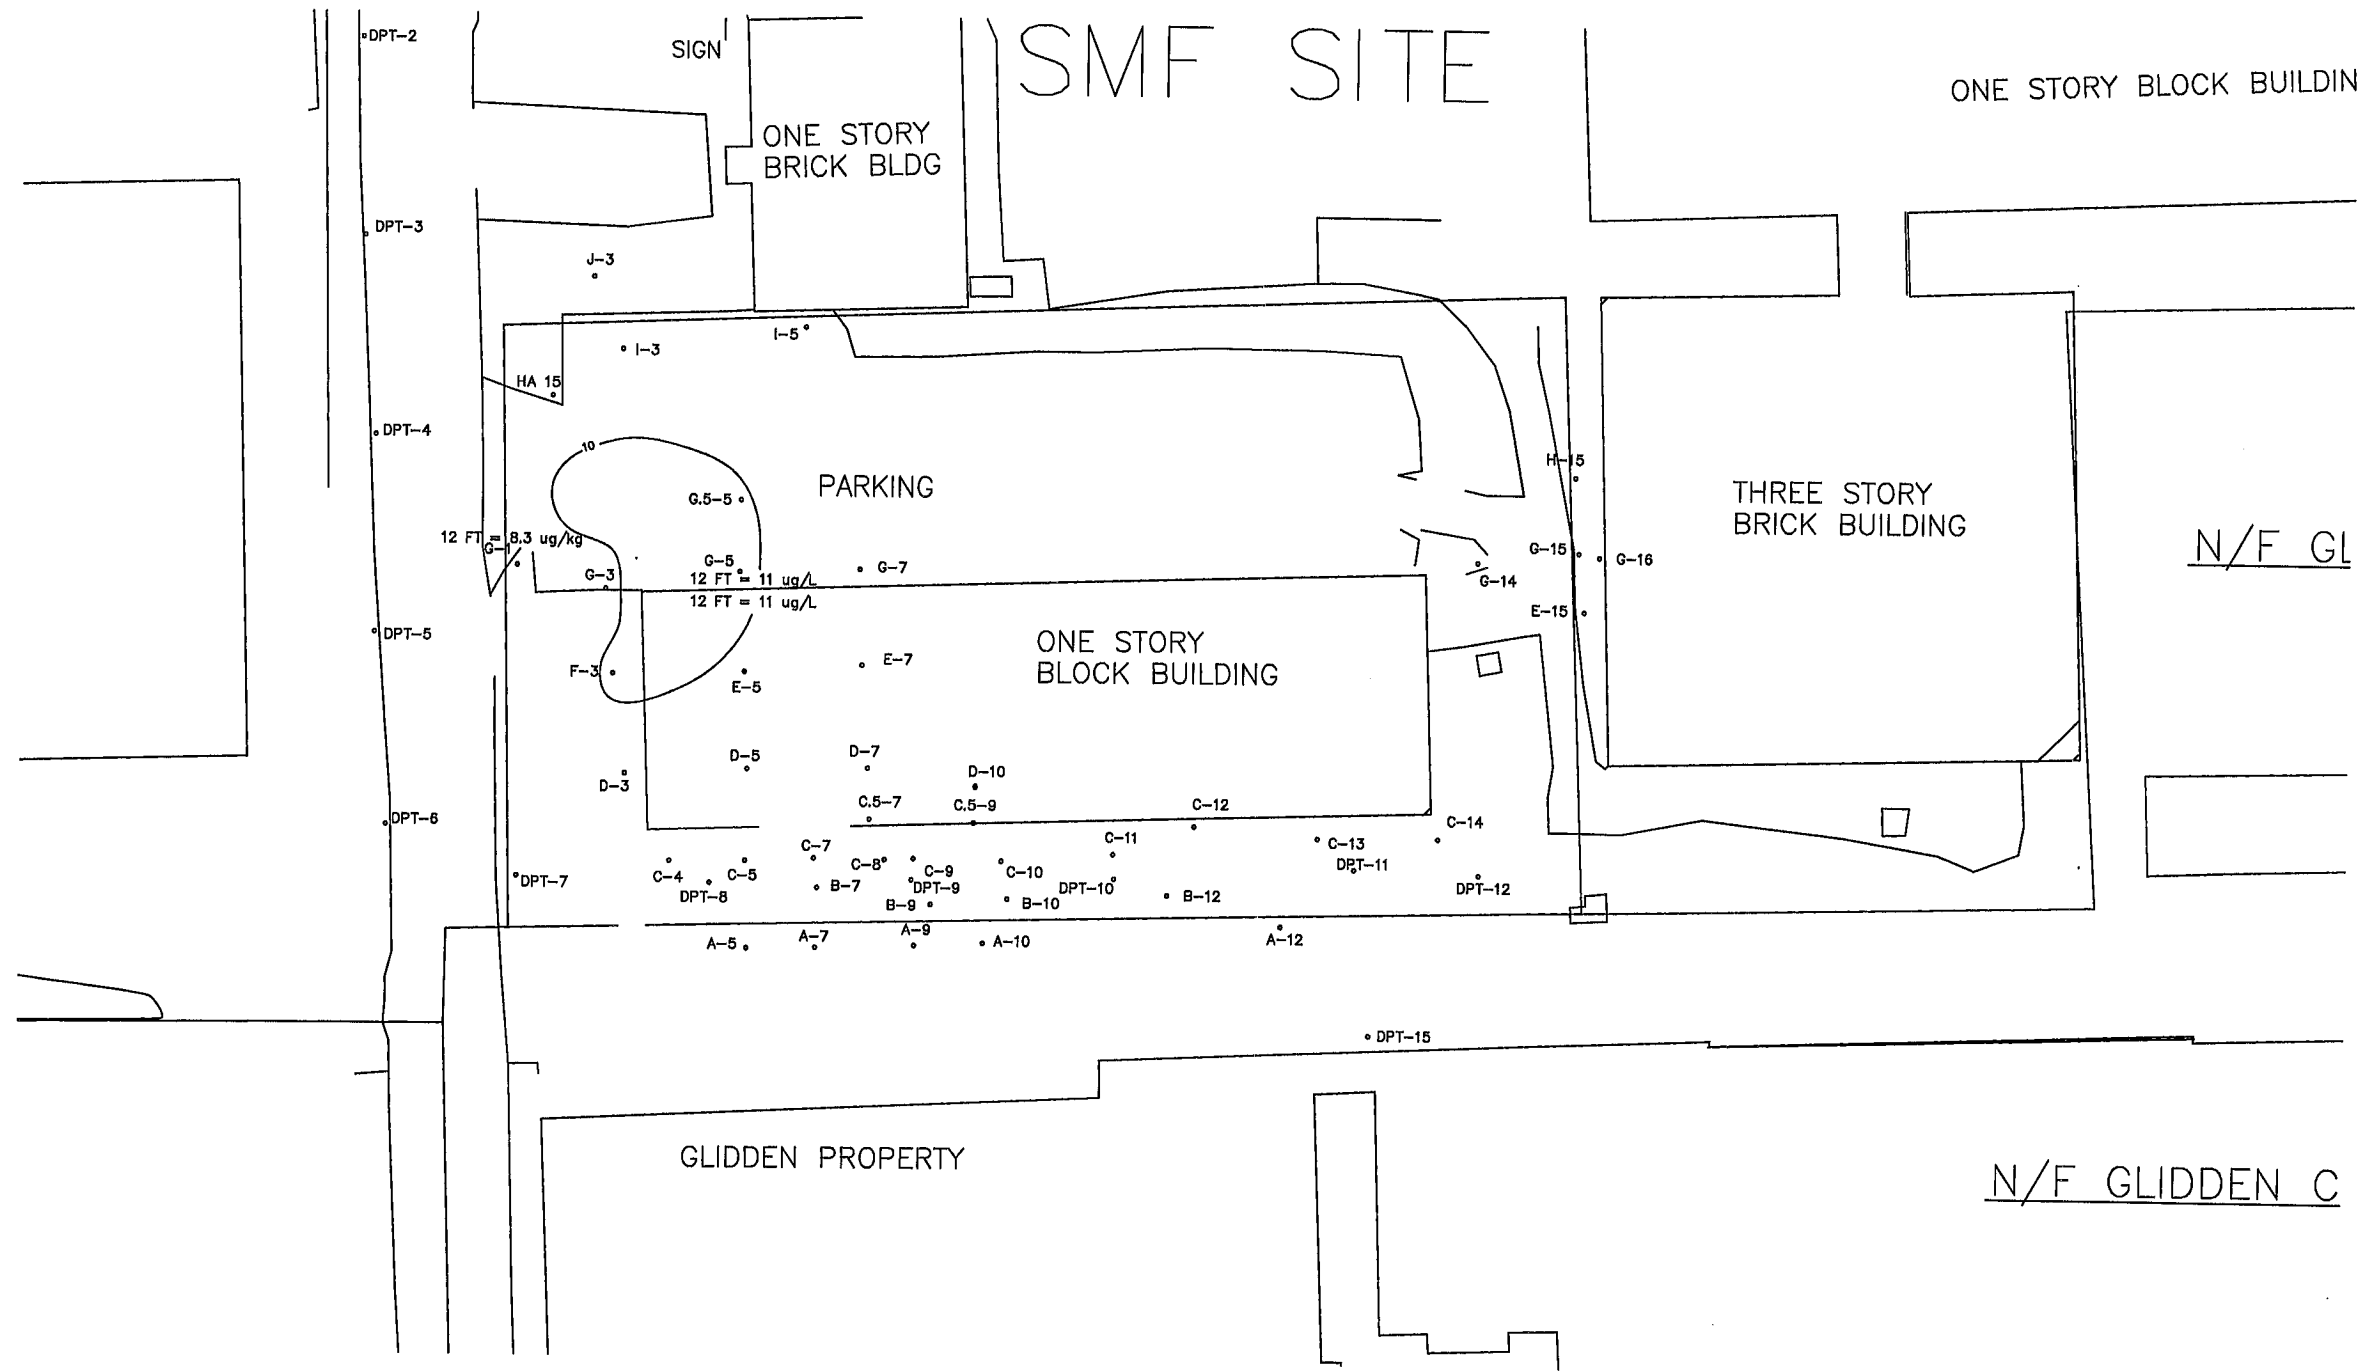 DPT-2
SIGN
SMF SITE
ONE STORY BLOCK BUILDIN
ONE STORY
BRICK BLDG
DPT-3
J-3
I-5
I-3
HA 15
DPT-4
10
PARKING
G.5-5
H-15
THREE STORY
BRICK BUILDING
12 FT = 8.3 ug/kg
G-1
N/F GL
G-15
G-16
G-5
G-7
G-3
12 FT = 11 ug/L
G-14
12 FT = 11 ug/L
E-15
DPT-5
ONE STORY
BLOCK BUILDING
E-7
F-3
E-5
D-5
D-7
D-10
D-3
C.5-7
C.5-9
C-12
DPT-6
C-14
C-7
C-11
C-13
C-8
C-9
C-10
DPT-11
C-4
C-5
DPT-7
B-7
DPT-9
DPT-10
DPT-12
DPT-8
B-9
B-10
B-12
A-5
A-7
A-9
A-10
A-12
DPT-15
GLIDDEN PROPERTY
N/F GLIDDEN C